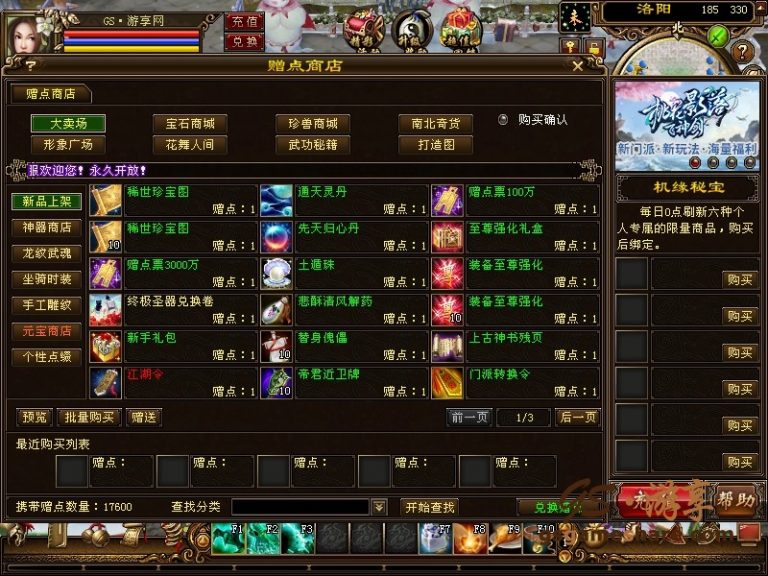 GS·游享网
充值
兑换
洛阳 185 330
北
赠点商店
赠点商店
大卖场 宝石商城 珍兽商城 南北奇货 购买确认
形象广场 花舞人间 武功秘籍 打造图
很欢迎您! 永久开放!
新品上架
神器商店
龙纹武魂
坐骑时装
手工雕纹
元宝商店
个性点缀
稀世珍宝图 赠点:1
通天灵丹 赠点:1
赠点票100万 赠点:1
稀世珍宝图 10 赠点:1
先天归心丹 赠点:1
至尊强化礼盒 赠点:1
赠点票3000万 赠点:1
土遁珠 赠点:1
装备至尊强化 赠点:1
终极圣器兑换卷 赠点:1
悲酥清风解药 赠点:1
装备至尊强化 10 赠点:1
新手礼包 赠点:1
替身傀儡 10 赠点:1
上古神书残页 赠点:1
江湖令 赠点:1
帝君近卫牌 10 赠点:1
门派转换令 赠点:1
预览 批量购买 赠送 前一页 1/3 后一页
最近购买列表
赠点: 赠点: 赠点: 赠点: 赠点:
携带赠点数量:17600 查找分类 开始查找
新门派·新玩法·海量福利
机缘秘宝
每日0点刷新六种个
人专属的限量商品,购买
后绑定。
购买
购买
购买
购买
购买
购买
帮助
F1 F2 F3 F7 F8 F9 F10